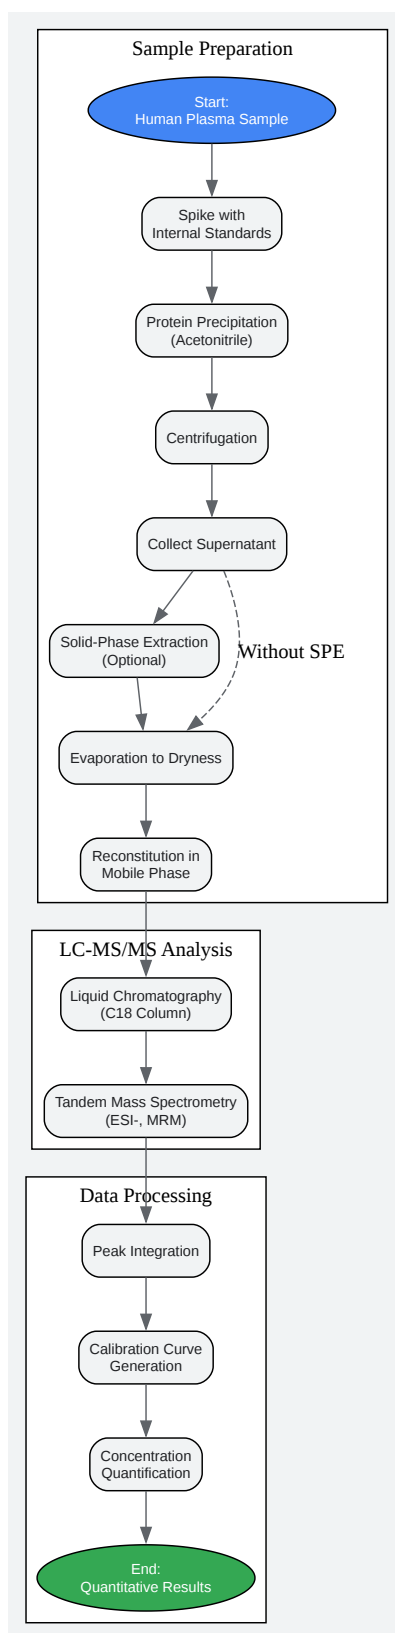 Sample Preparation
Start:
Human Plasma Sample
Spike with
Internal Standards
Protein Precipitation
(Acetonitrile)
Centrifugation
Collect Supernatant
Solid-Phase Extraction
(Optional)
Without SPE
Evaporation to Dryness
Reconstitution in
Mobile Phase
LC-MS/MS Analysis
Liquid Chromatography
(C18 Column)
Tandem Mass Spectrometry
(ESI-, MRM)
Data Processing
Peak Integration
Calibration Curve
Generation
Concentration
Quantification
End:
Quantitative Results